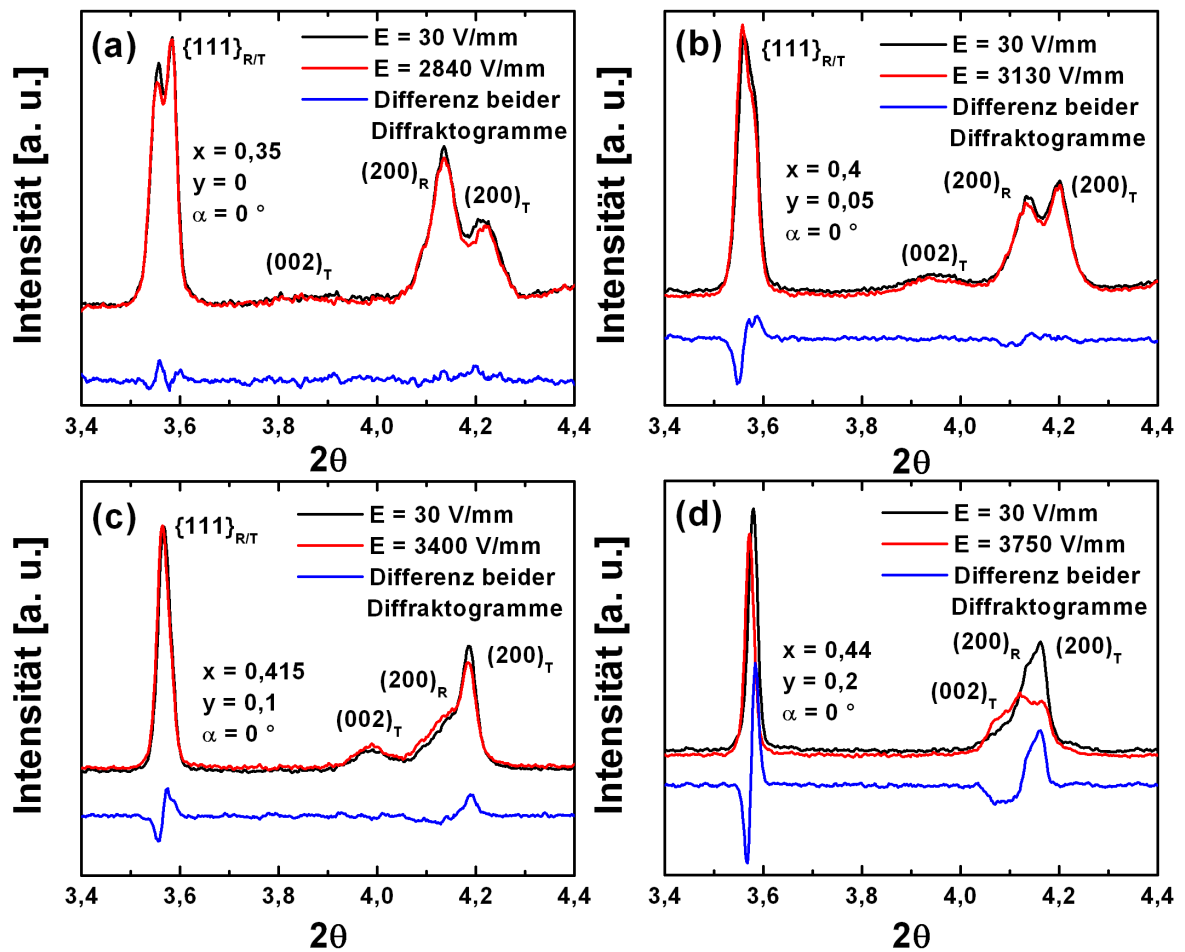 (a)
{111}R/T
E = 30 V/mm
E = 2840 V/mm
Differenz beider
Diffraktogramme
x = 0,35
y = 0
α = 0 °
(002)T
(200)R
(200)T
Intensität [a. u.]
3,4 3,6 3,8 4,0 4,2 4,4
2θ
(b)
{111}R/T
E = 30 V/mm
E = 3130 V/mm
Differenz beider
Diffraktogramme
x = 0,4
y = 0,05
α = 0 °
(002)T
(200)R
(200)T
Intensität [a. u.]
3,4 3,6 3,8 4,0 4,2 4,4
2θ
(c)
{111}R/T
E = 30 V/mm
E = 3400 V/mm
Differenz beider
Diffraktogramme
x = 0,415
y = 0,1
α = 0 °
(002)T
(200)R
(200)T
Intensität [a. u.]
3,4 3,6 3,8 4,0 4,2 4,4
2θ
(d)
E = 30 V/mm
E = 3750 V/mm
Differenz beider
Diffraktogramme
x = 0,44
y = 0,2
α = 0 °
(002)T
(200)R
(200)T
Intensität [a. u.]
3,4 3,6 3,8 4,0 4,2 4,4
2θ